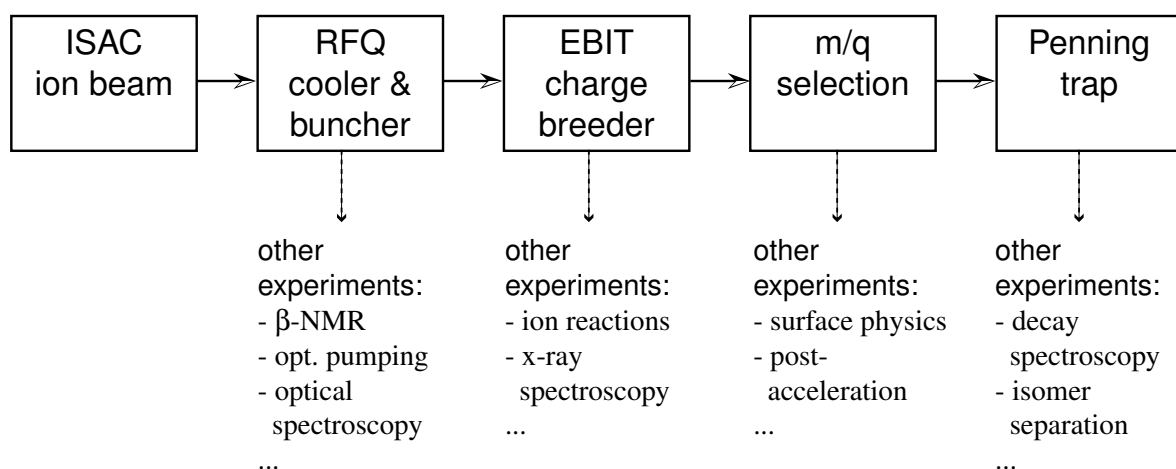 ISAC
ion beam
RFQ
cooler &
buncher
EBIT
charge
breeder
m/q
selection
Penning
trap
other
experiments:
- β-NMR
- opt. pumping
- optical
spectroscopy
...
other
experiments:
- ion reactions
- x-ray
spectroscopy
...
other
experiments:
- surface physics
- post-
acceleration
...
other
experiments:
- decay
spectroscopy
- isomer
separation
...